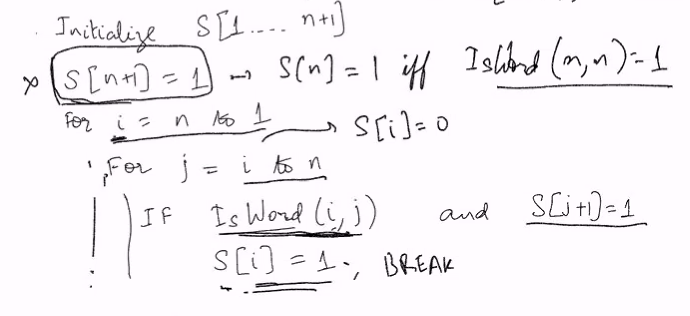 Initialize S[1.... n+1]
S[n+1] = 1 → S[n] = 1 iff IsWord (n,n)=1
For i = n to 1 → S[i]=0
For j = i to n
IF IsWord (i,j) and S[j+1]=1
S[i] = 1., BREAK